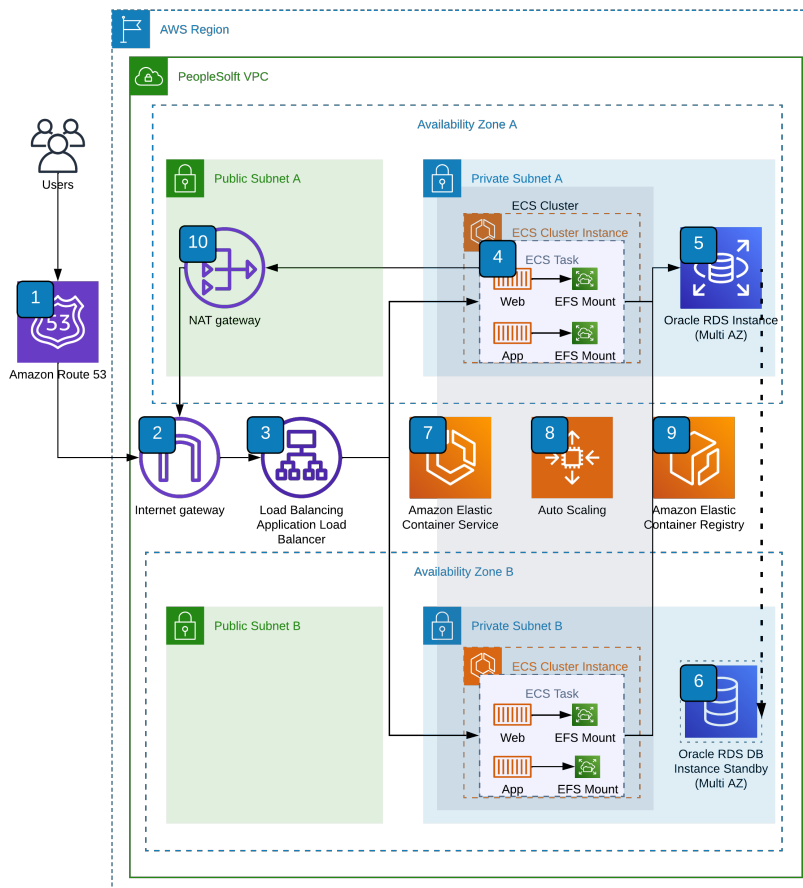 AWS Region
PeopleSolft VPC
Availability Zone A
Users
Public Subnet A
Private Subnet A
ECS Cluster
ECS Cluster Instance
ECS Task
10
4
5
NAT gateway
Web
EFS Mount
App
EFS Mount
Oracle RDS Instance
(Multi AZ)
1
53
Amazon Route 53
2
3
7
8
9
Internet gateway
Load Balancing
Application Load
Balancer
Amazon Elastic
Container Service
Auto Scaling
Amazon Elastic
Container Registry
Availability Zone B
Public Subnet B
Private Subnet B
ECS Cluster Instance
ECS Task
6
Web
EFS Mount
App
EFS Mount
Oracle RDS DB
Instance Standby
(Multi AZ)